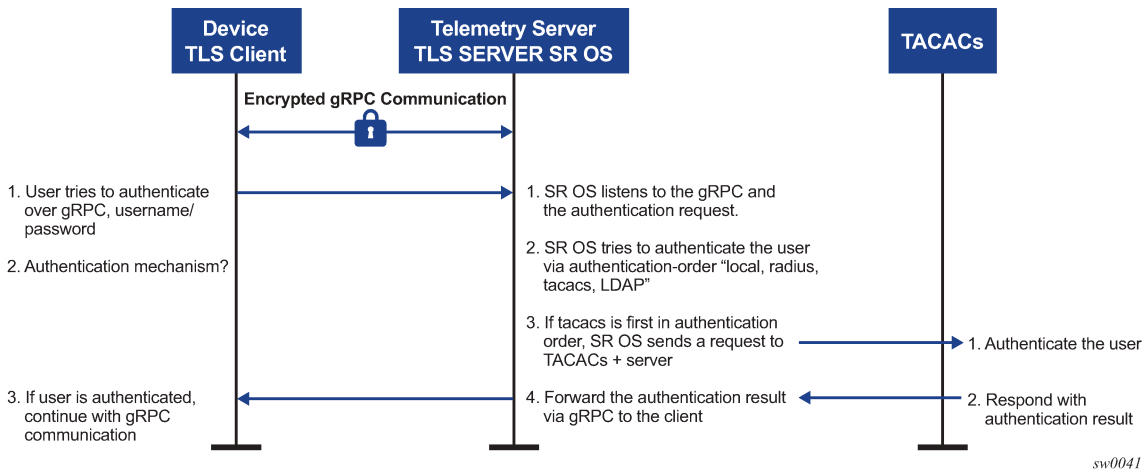 Device
TLS Client
Telemetry Server
TLS SERVER SR OS
TACACs
Encrypted gRPC Communication
1. User tries to authenticate
over gRPC, username/
password
2. Authentication mechanism?
3. If user is authenticated,
continue with gRPC
communication
1. SR OS listens to the gRPC and
the authentication request.
2. SR OS tries to authenticate the user
via authentication-order “local, radius,
tacacs, LDAP”
3. If tacacs is first in authentication
order, SR OS sends a request to
TACACs + server
4. Forward the authentication result
via gRPC to the client
1. Authenticate the user
2. Respond with
authentication result
sw0041